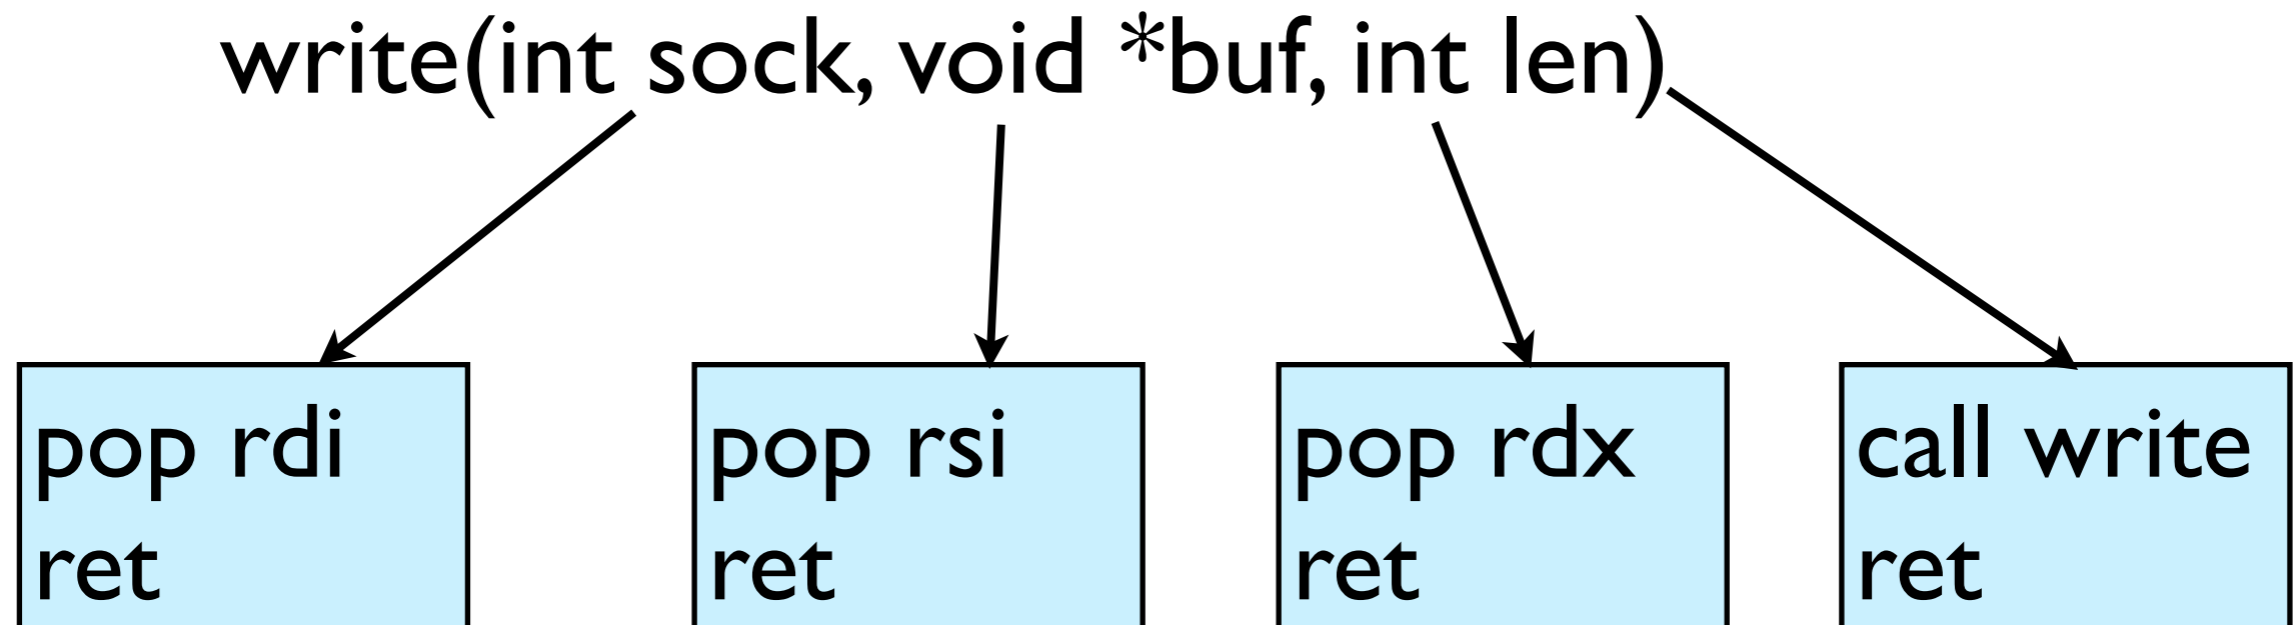 write(int sock, void *buf, int len)
pop rdi
ret
pop rsi
ret
pop rdx
ret
call write
ret